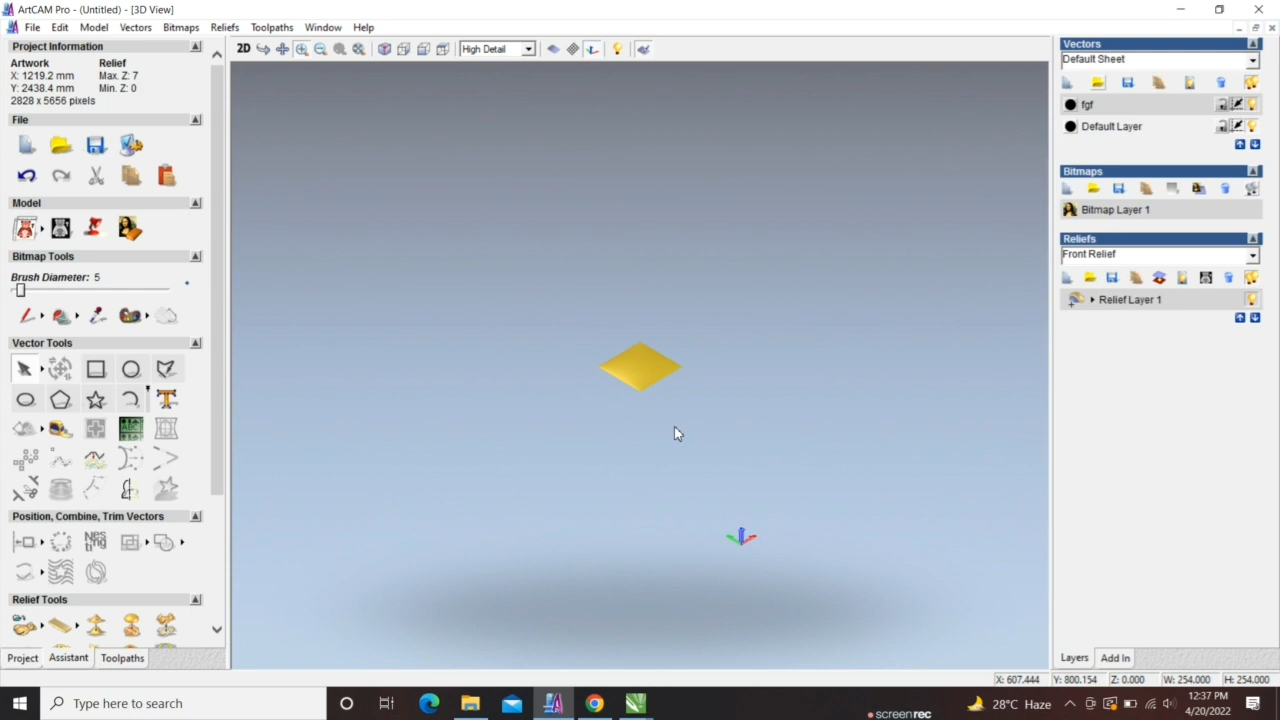 ArtCAM Pro - (Untitled) - [3D View]
File Edit Model Vectors Bitmaps Reliefs Toolpaths Window Help
Project Information
Artwork Relief
X: 1219.2 mm Max. Z: 7
Y: 2438.4 mm Min. Z: 0
2828 x 5656 pixels
File
Model
Bitmap Tools
Brush Diameter: 5
Vector Tools
Position, Combine, Trim Vectors
Nes
ting
Relief Tools
Project Assistant Toolpaths
2D High Detail
Vectors
Default Sheet
fgf
Default Layer
Bitmaps
Bitmap Layer 1
Reliefs
Front Relief
Relief Layer 1
Layers Add In
X: 607.444 Y: 800.154 Z: 0.000 W: 254.000 H: 254.000
Type here to search
28°C Haze
12:37 PM
4/20/2022
screenrec